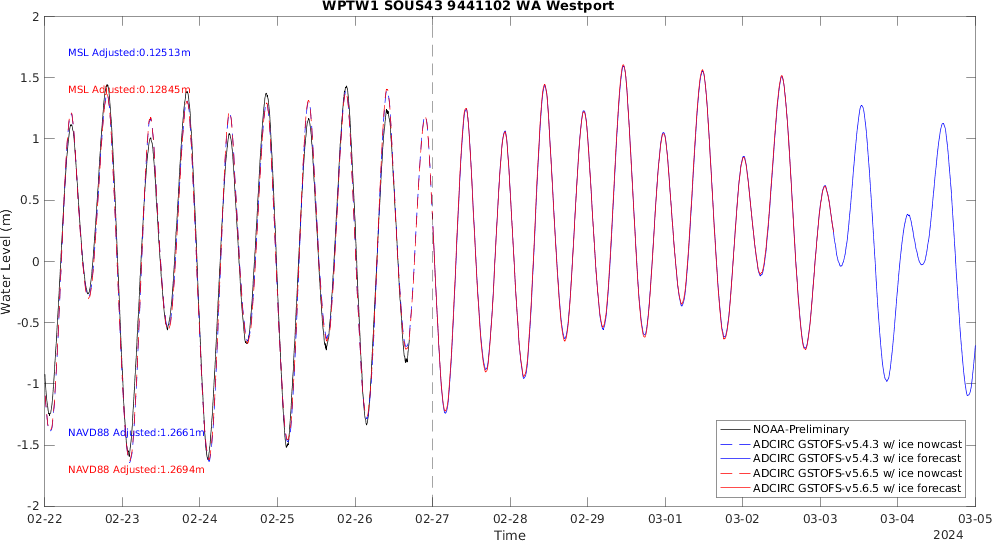 WPTW1 SOUS43 9441102 WA Westport
2
1.5
1
0.5
0
-0.5
-1
-1.5
-2
Water Level (m)
MSL Adjusted:0.12513m
MSL Adjusted:0.12845m
NAVD88 Adjusted:1.2661m
NAVD88 Adjusted:1.2694m
NOAA-Preliminary
ADCIRC GSTOFS-v5.4.3 w/ ice nowcast
ADCIRC GSTOFS-v5.4.3 w/ ice forecast
ADCIRC GSTOFS-v5.6.5 w/ ice nowcast
ADCIRC GSTOFS-v5.6.5 w/ ice forecast
02-22 02-23 02-24 02-25 02-26 02-27 02-28 02-29 03-01 03-02 03-03 03-04 03-05
Time
2024